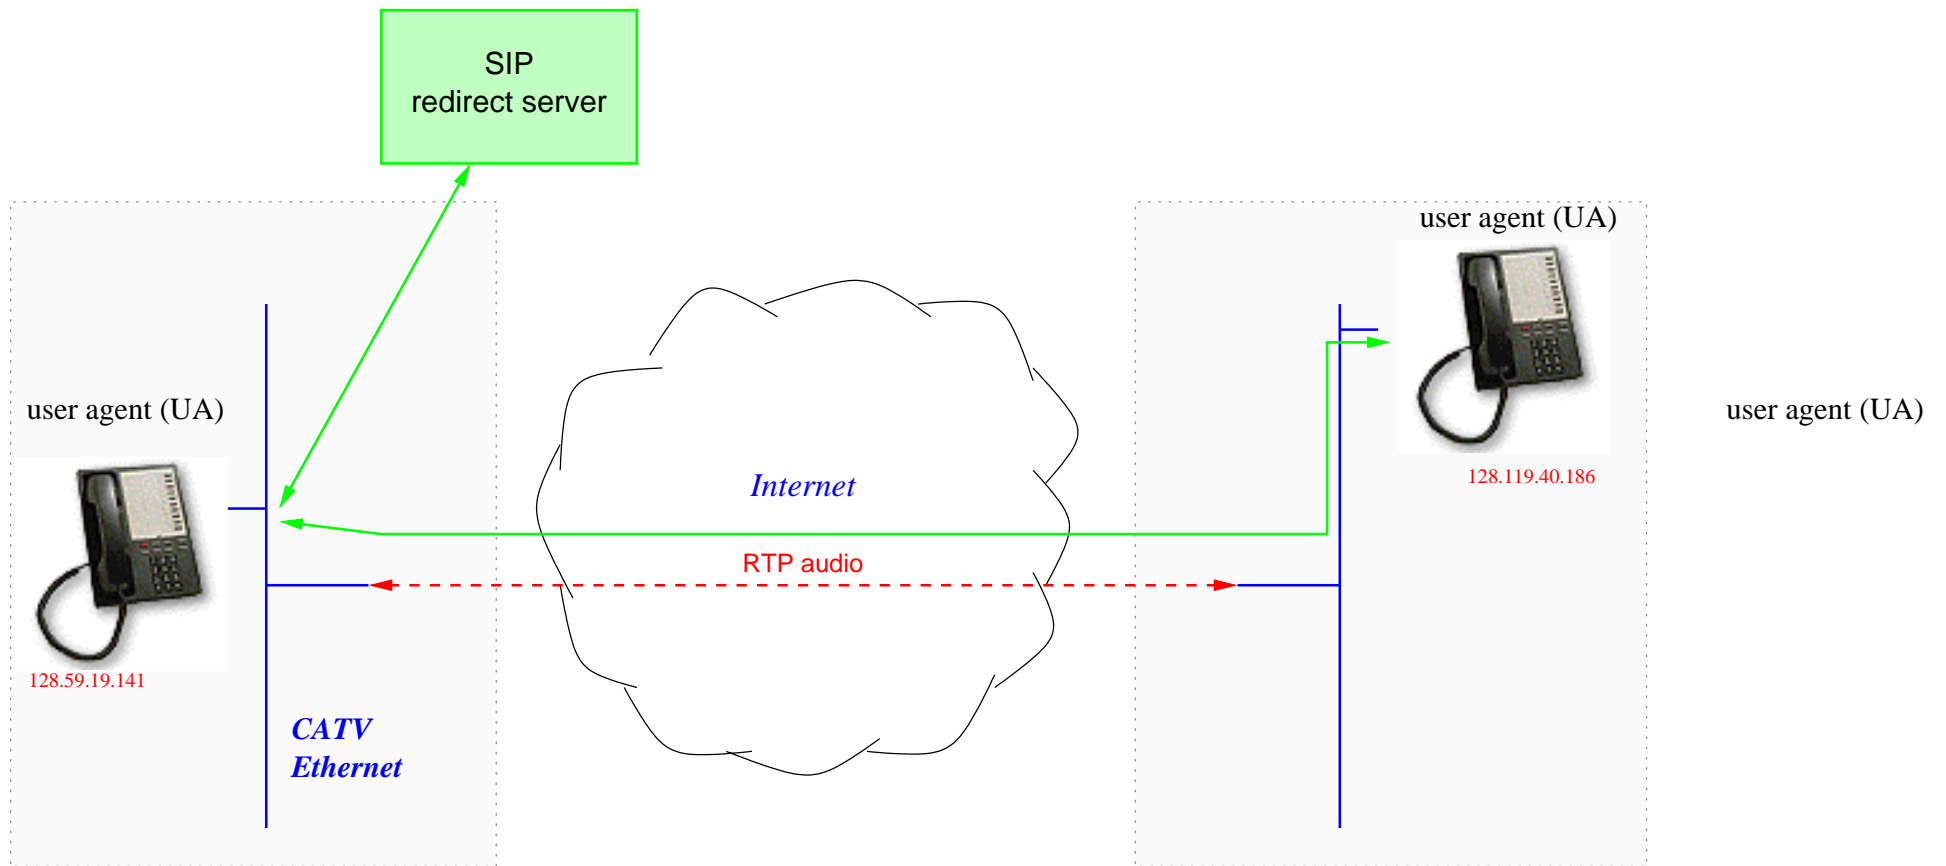 SIP
redirect server
user agent (UA)
user agent (UA)
user agent (UA)
128.119.40.186
Internet
RTP audio
128.59.19.141
CATV
Ethernet